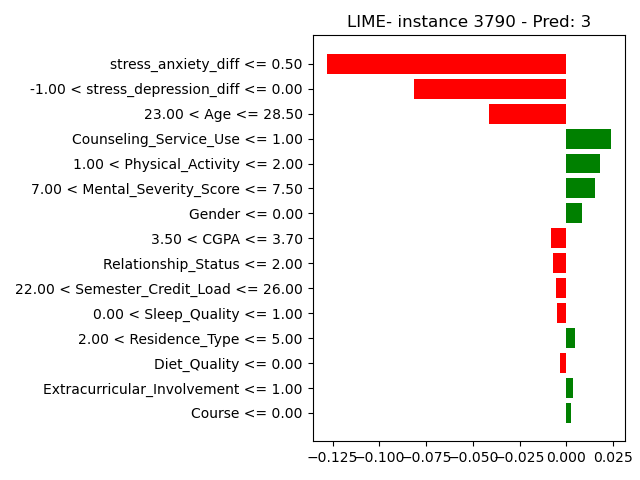 LIME- instance 3790 - Pred: 3
stress_anxiety_diff <= 0.50
-1.00 < stress_depression_diff <= 0.00
23.00 < Age <= 28.50
Counseling_Service_Use <= 1.00
1.00 < Physical_Activity <= 2.00
7.00 < Mental_Severity_Score <= 7.50
Gender <= 0.00
3.50 < CGPA <= 3.70
Relationship_Status <= 2.00
22.00 < Semester_Credit_Load <= 26.00
0.00 < Sleep_Quality <= 1.00
2.00 < Residence_Type <= 5.00
Diet_Quality <= 0.00
Extracurricular_Involvement <= 1.00
Course <= 0.00
−0.125 −0.100 −0.075 −0.050 −0.025 0.000 0.025